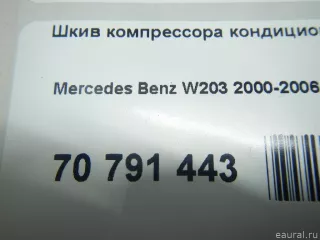 Шкив компрессора кондицио
Mercedes Benz W203 2000-2006
70 791 443
eaural.ru